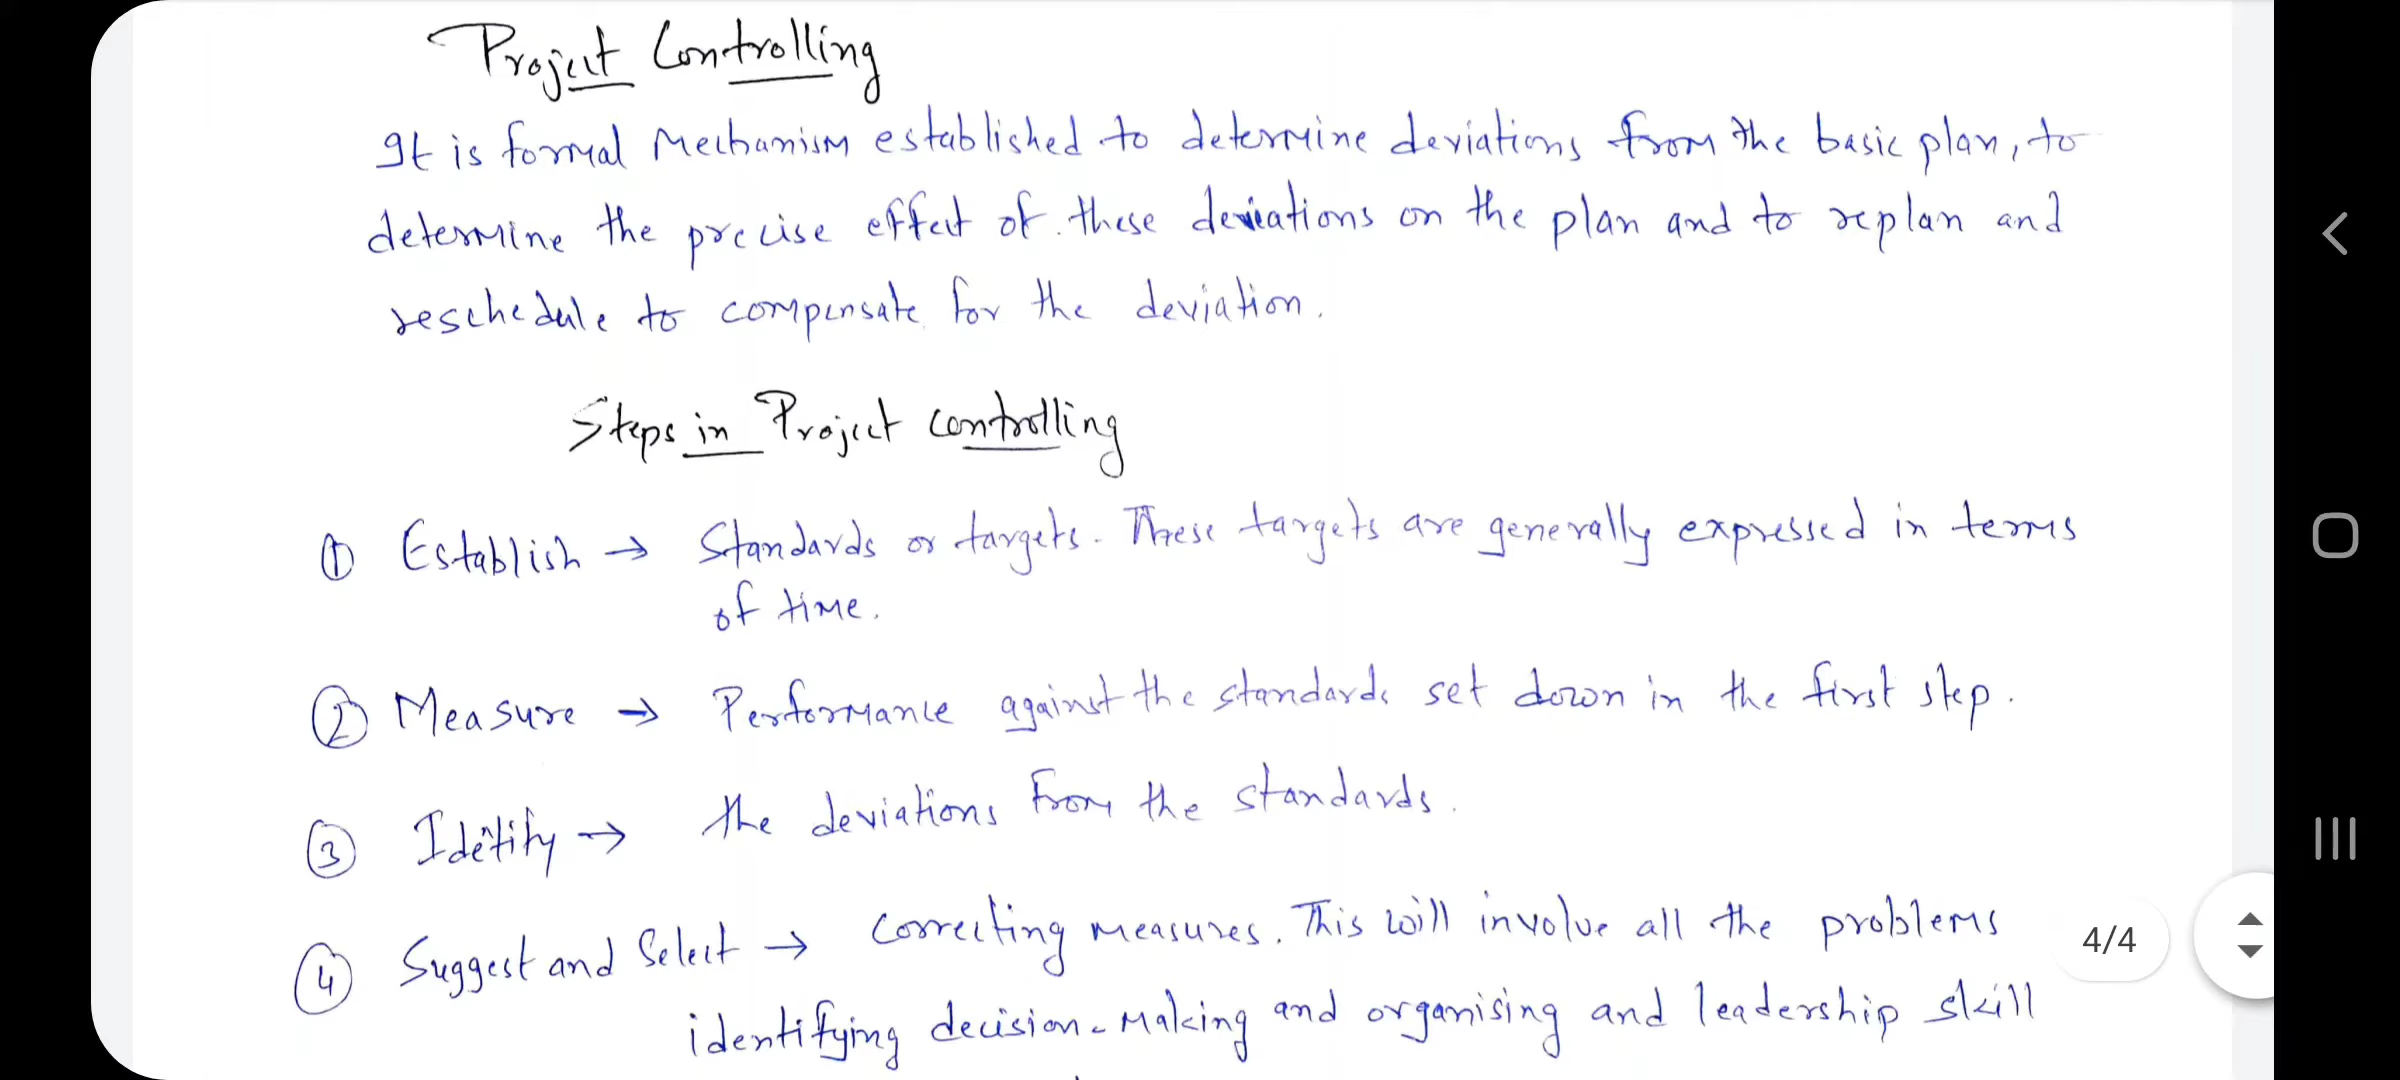 Project Controlling
It is formal Mechanism established to determine deviations from the basic plan, to
determine the precise effect of these deviations on the plan and to replan and
reschedule to compensate for the deviation.
Steps in Project controlling
① Establish → Standards or targets. These targets are generally expressed in terms
of time.
② Measure → Performance against the standards set down in the first step.
③ Idetify → the deviations from the standards.
④ Suggest and Select → Correcting measures. This will involve all the problems
4/4
identifying decision-making and organising and leadership skill